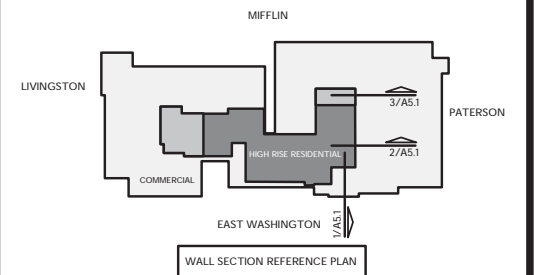 MIFFLIN
LIVINGSTON
3/A5.1
PATERSON
2/A5.1
HIGH RISE RESIDENTIAL
COMMERCIAL
1/A5.1
EAST WASHINGTON
WALL SECTION REFERENCE PLAN